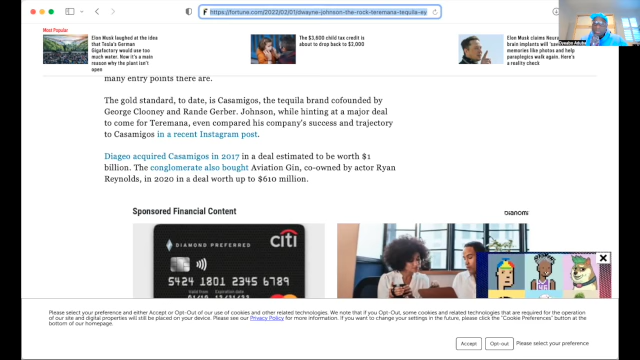 https://fortune.com/2022/02/01/dwayne-johnson-the-rock-teremana-tequila-ey
Most Popular
Elon Musk laughed at the idea
that Tesla's German
Gigafactory would use too
much water. Now it's a main
reason why the plant isn't
open
The $3,600 child tax credit is
about to drop back to $2,000
Elon Musk claims Neuro
brain implants will 'save
memories like photos and help
paraplegics walk again. Here's
a reality check
many entry points there are.
The gold standard, to date, is Casamigos, the tequila brand cofounded by
George Clooney and Rande Gerber. Johnson, while hinting at a major deal
to come for Teremana, even compared his company's success and trajectory
to Casamigos in a recent Instagram post.
Diageo acquired Casamigos in 2017 in a deal estimated to be worth $1
billion. The conglomerate also bought Aviation Gin, co-owned by actor Ryan
Reynolds, in 2020 in a deal worth up to $610 million.
Sponsored Financial Content
dianomi
DIAMOND PREFERRED
citi
5424 1801 2345 6789
Please select your preference and either Accept or Opt-Out of our use of cookies and other related technologies. We note that if you Opt-Out, some cookies and related technologies that are required for the operation
of our site and digital properties will still be placed on your device. Please see our Privacy Policy for more information. If you want to change your settings in the future, please click the "Cookie Preferences" button at the
bottom of our homepage.
Accept
Opt-out
Please select your preference